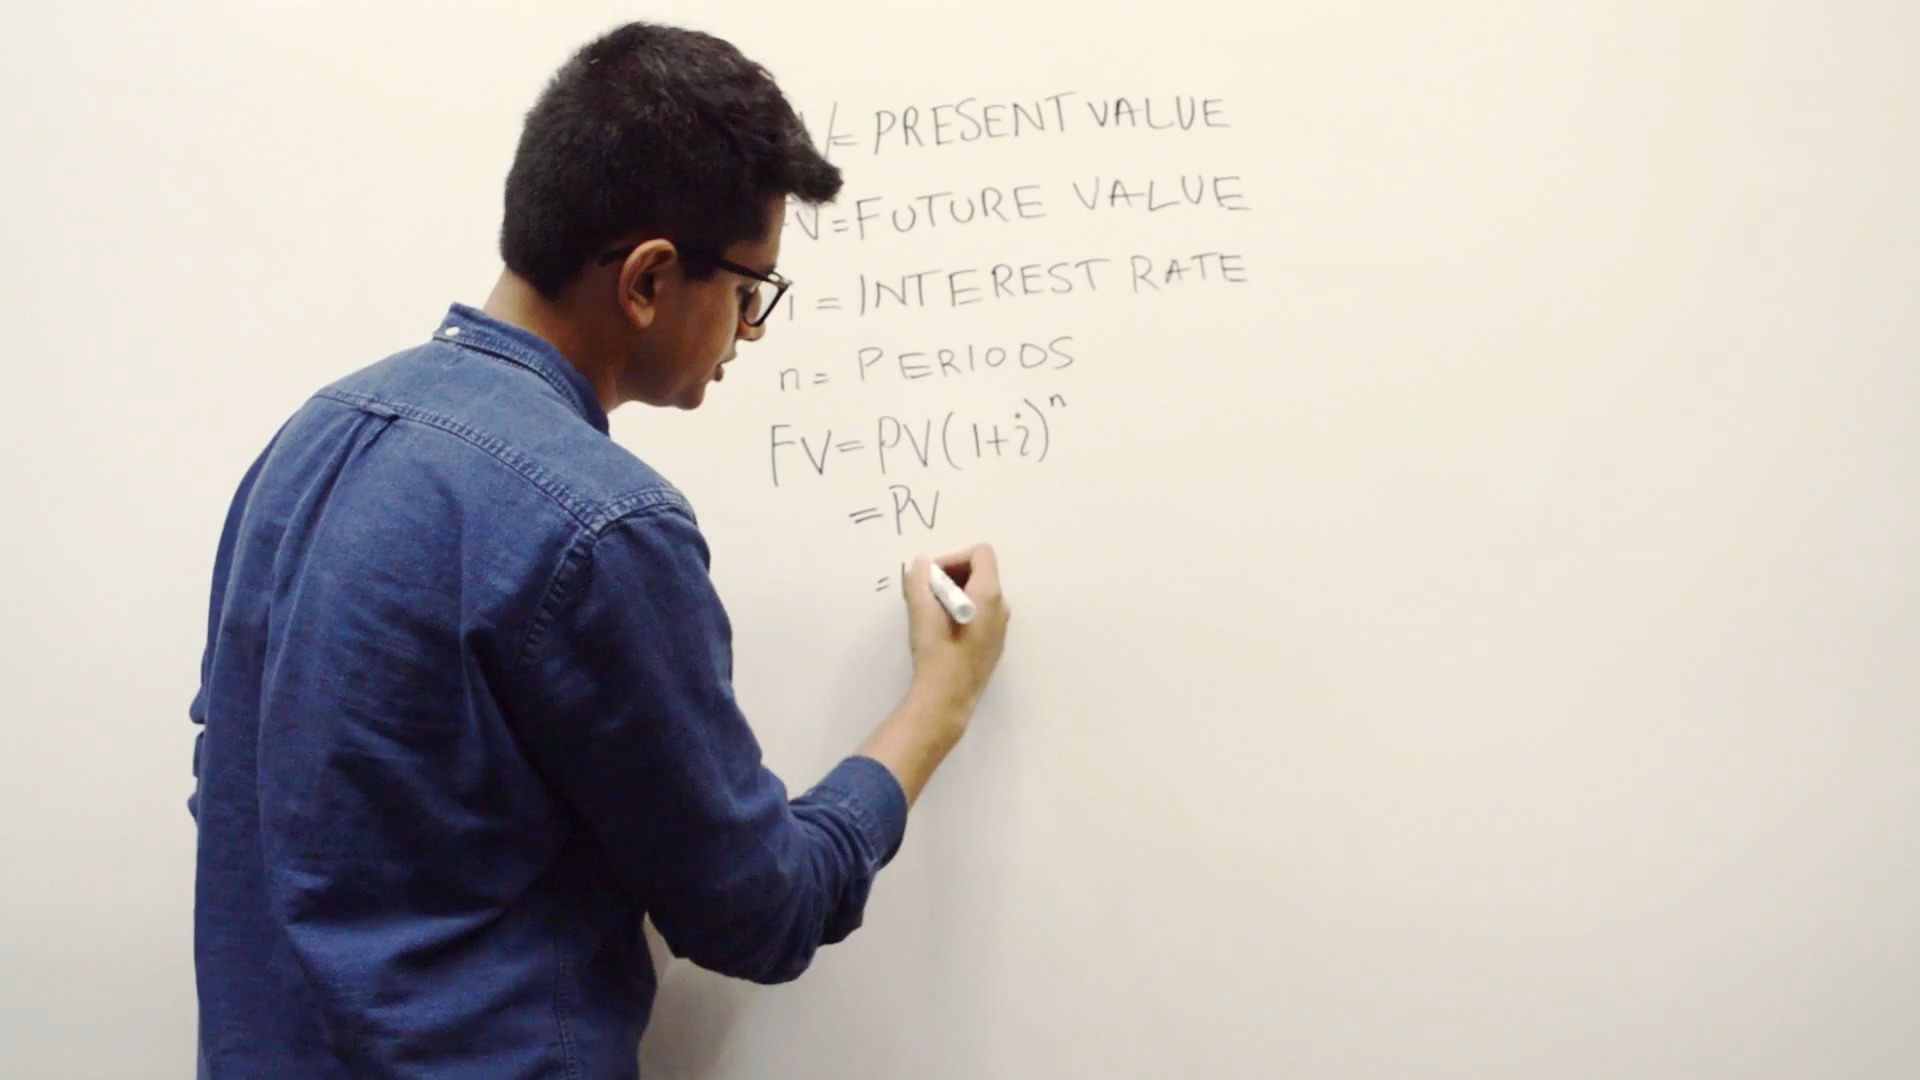 = PRESENT VALUE
V = FUTURE VALUE
i = INTEREST RATE
n = PERIODS
FV = PV(1+i)^n
= PV
=